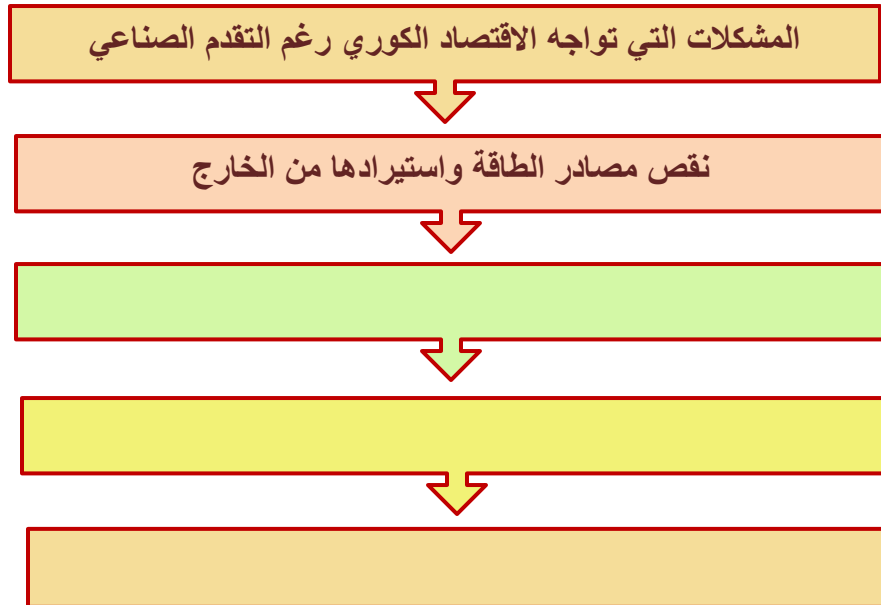 المشكلات التي تواجه الاقتصاد الكوري رغم التقدم الصناعي
نقص مصادر الطاقة واستيرادها من الخارج